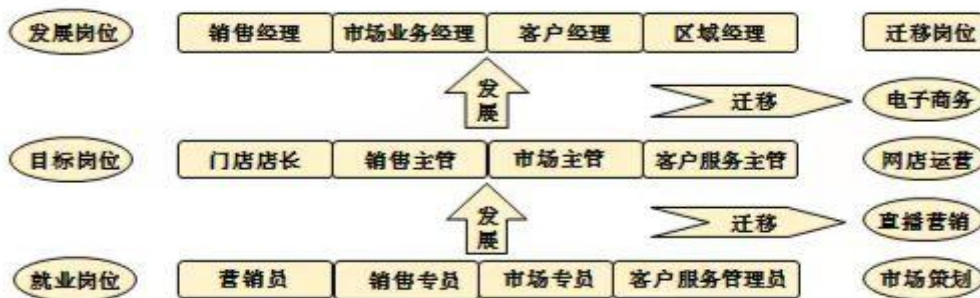 发展岗位 销售经理 市场业务经理 客户经理 区域经理 迁移岗位
发展 迁移 电子商务
目标岗位 门店店长 销售主管 市场主管 客户服务主管 网店运营
发展 迁移 直播营销
就业岗位 营销员 销售专员 市场专员 客户服务管理员 市场策划